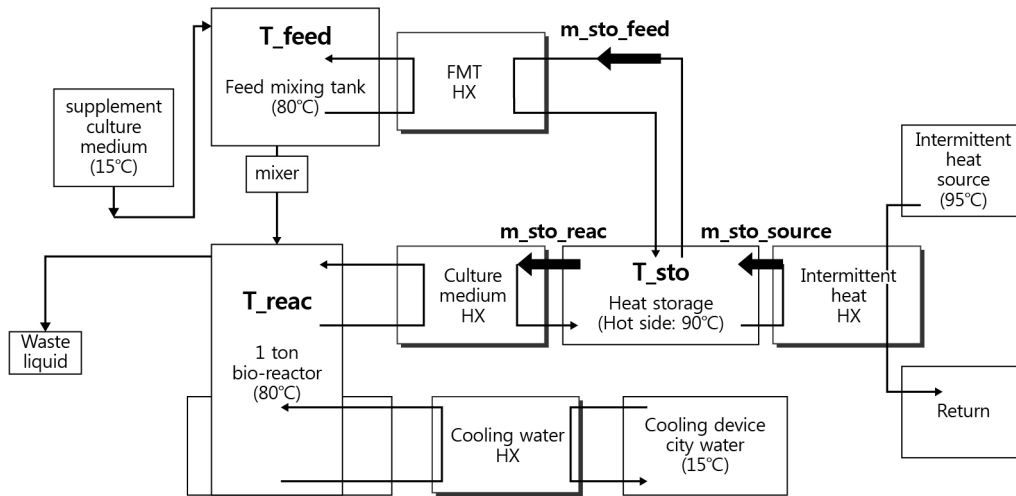 T_feed
Feed mixing tank
(80℃)
FMT
HX
m_sto_feed
supplement
culture
medium
(15℃)
mixer
Intermittent
heat
source
(95℃)
m_sto_reac
m_sto_source
T_reac
1 ton
bio-reactor
(80℃)
Culture
medium
HX
T_sto
Heat storage
(Hot side: 90℃)
Intermittent
heat
HX
Waste
liquid
Cooling water
HX
Cooling device
city water
(15℃)
Return